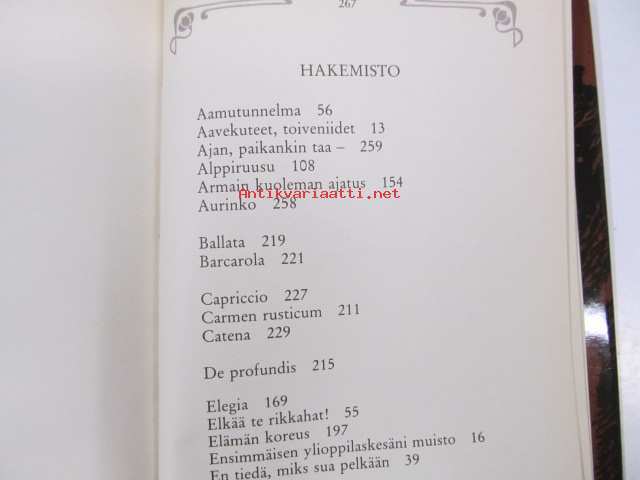 267
HAKEMISTO
Aamutunnelma 56
Aavekuteet, toiveniidet 13
Ajan, paikankin taa – 259
Alppiruusu 108
Armain kuoleman ajatus 154
Antikvariaatti.net
Aurinko 258
Ballata 219
Barcarola 221
Capriccio 227
Carmen rusticum 211
Catena 229
De profundis 215
Elegia 169
Elkää te rikkahat! 55
Elämän koreus 197
Ensimmäisen ylioppilaskesäni muisto 16
En tiedä, miks sua pelkään 39